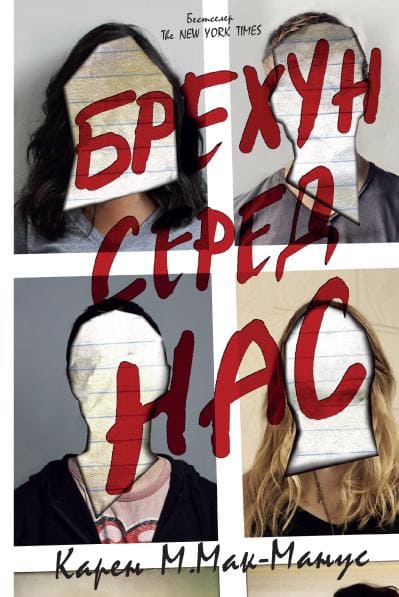 Бестселер
The NEW YORK TIMES
БРЕХУН
СЕРЕД
НАС
Карен М.Мак-Манус